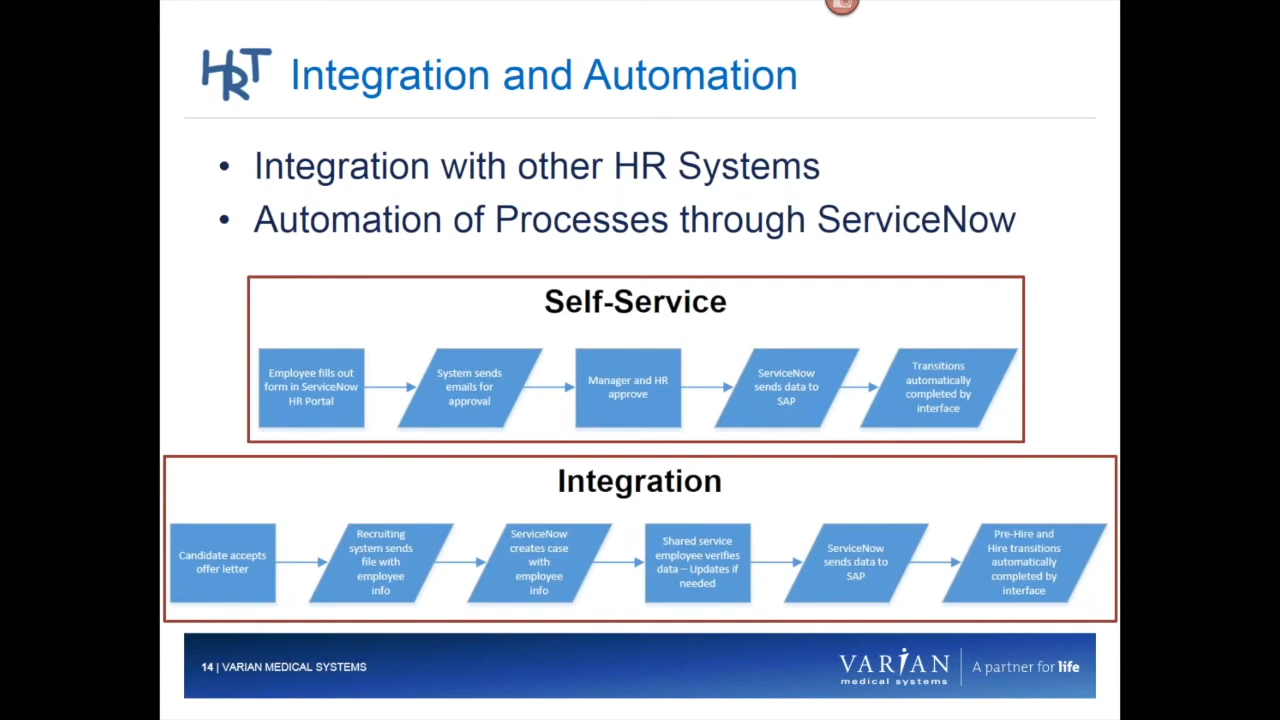 HRT Integration and Automation
• Integration with other HR Systems
• Automation of Processes through ServiceNow
Self-Service
Employee fills out
form in ServiceNow
HR Portal
System sends
emails for
approval
Manager and HR
approve
ServiceNow
sends data to
SAP
Transitions
automatically
completed by
interface
Integration
Candidate accepts
offer letter
Recruiting
system sends
file with
employee
info
ServiceNow
creates case
with
employee
info
Shared service
employee verifies
data – Updates if
needed
ServiceNow
sends data to
SAP
Pre-Hire and
Hire transitions
automatically
completed by
interface
14 | VARIAN MEDICAL SYSTEMS
VARIAN
medical systems
A partner for life